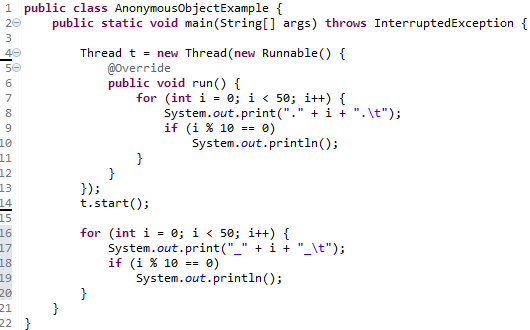 1 public class AnonymousObjectExample {
2 public static void main(String[] args) throws InterruptedException {
3
4 Thread t = new Thread(new Runnable() {
5 @Override
6 public void run() {
7 for (int i = 0; i < 50; i++) {
8 System.out.print("." + i + ".\t");
9 if (i % 10 == 0)
10 System.out.println();
11 }
12 }
13 });
14 t.start();
15
16 for (int i = 0; i < 50; i++) {
17 System.out.print("_" + i + "_\t");
18 if (i % 10 == 0)
19 System.out.println();
20 }
21 }
22 }